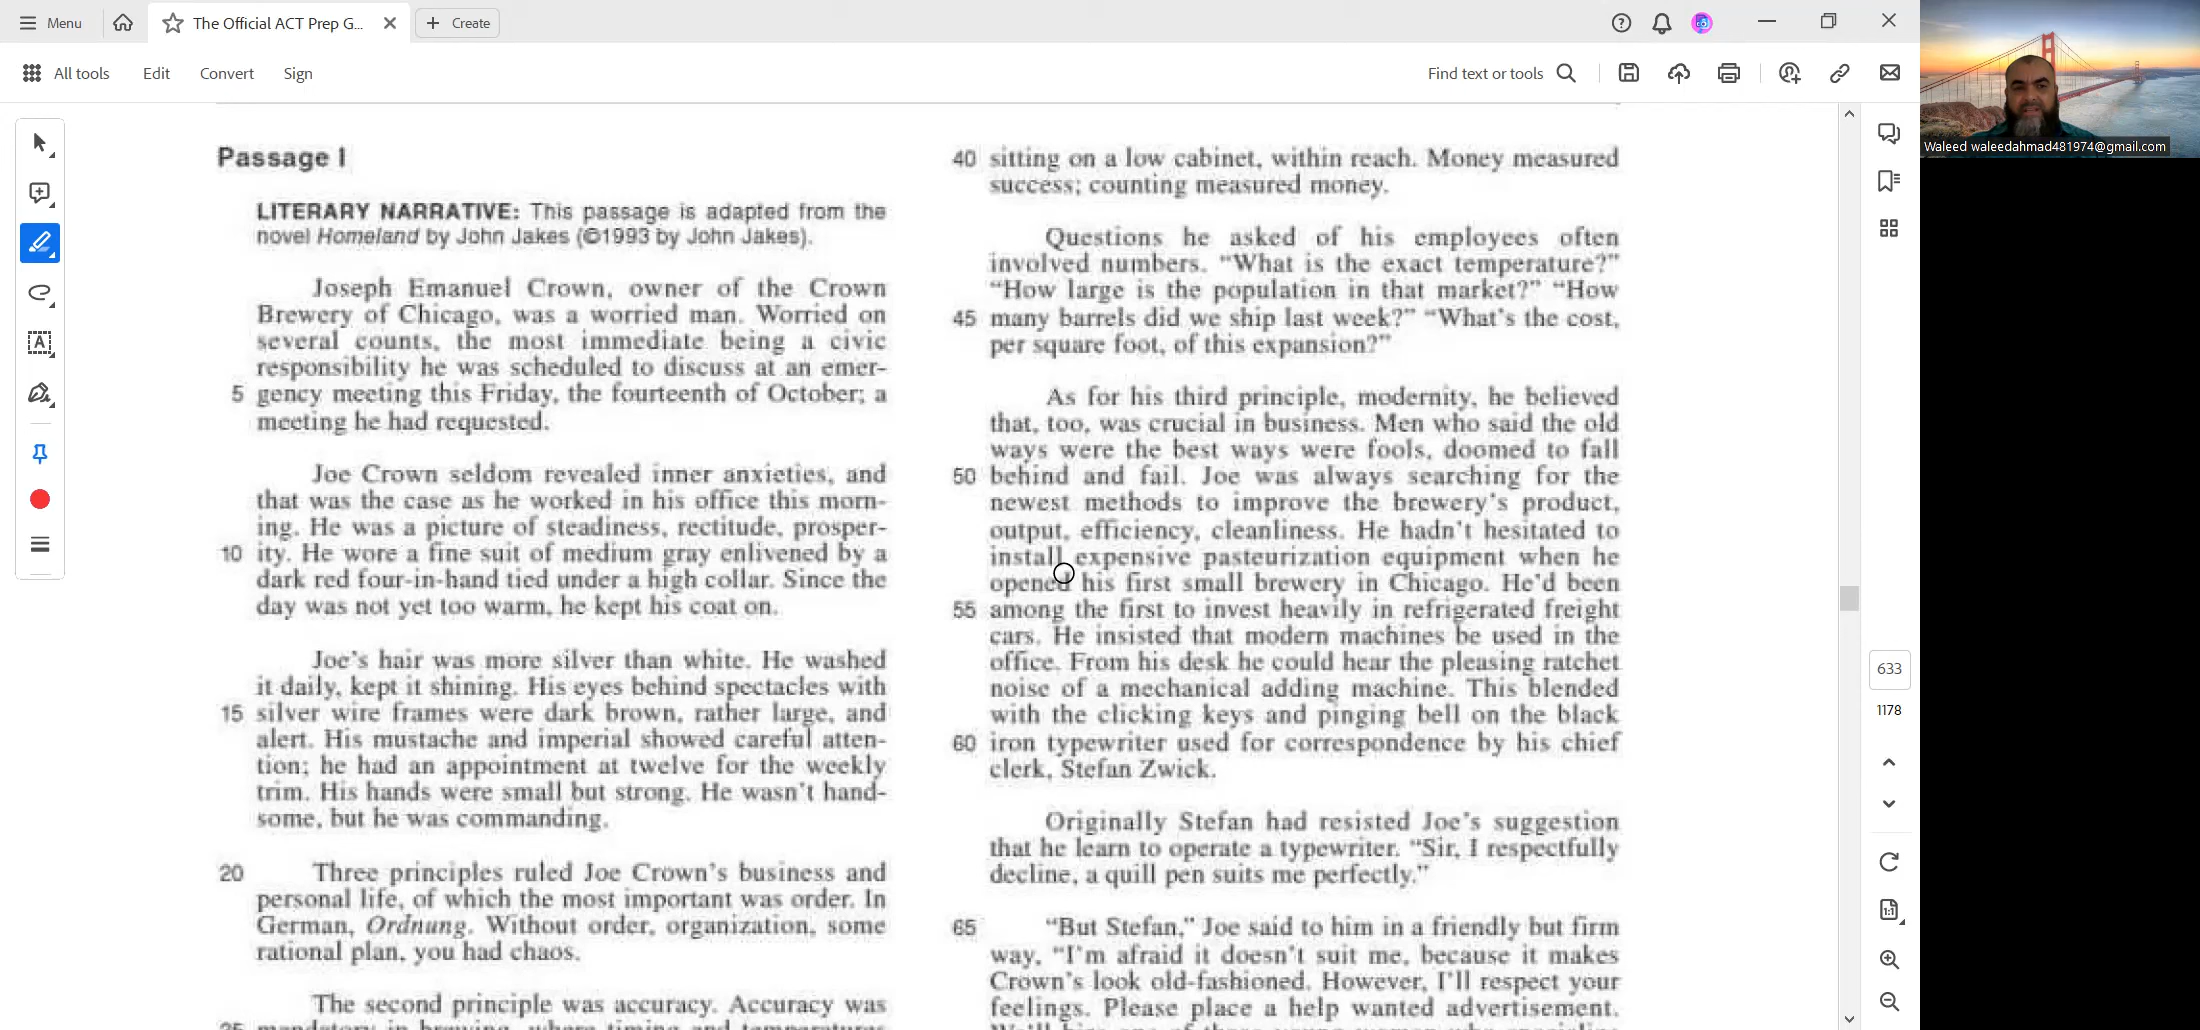 Menu
The Official ACT Prep G...
Create
All tools
Edit
Convert
Sign
Find text or tools
Waleed waleedahmad481974@gmail.com
Passage I
LITERARY NARRATIVE: This passage is adapted from the
novel Homeland by John Jakes (©1993 by John Jakes).
Joseph Emanuel Crown, owner of the Crown
Brewery of Chicago, was a worried man. Worried on
several counts, the most immediate being a civic
responsibility he was scheduled to discuss at an emer-
5 gency meeting this Friday, the fourteenth of October; a
meeting he had requested.
Joe Crown seldom revealed inner anxieties, and
that was the case as he worked in his office this morn-
ing. He was a picture of steadiness, rectitude, prosper-
10 ity. He wore a fine suit of medium gray enlivened by a
dark red four-in-hand tied under a high collar. Since the
day was not yet too warm, he kept his coat on.
Joe's hair was more silver than white. He washed
it daily, kept it shining. His eyes behind spectacles with
15 silver wire frames were dark brown, rather large, and
alert. His mustache and imperial showed careful atten-
tion; he had an appointment at twelve for the weekly
trim. His hands were small but strong. He wasn't hand-
some, but he was commanding.
20 Three principles ruled Joe Crown's business and
personal life, of which the most important was order. In
German, Ordnung. Without order, organization, some
rational plan, you had chaos.
The second principle was accuracy. Accuracy was
25 mandatory in brewing, where timing and temperatures
40 sitting on a low cabinet, within reach. Money measured
success; counting measured money.
Questions he asked of his employees often
involved numbers. "What is the exact temperature?"
"How large is the population in that market?" "How
45 many barrels did we ship last week?" "What's the cost,
per square foot, of this expansion?"
As for his third principle, modernity, he believed
that, too, was crucial in business. Men who said the old
ways were the best ways were fools, doomed to fall
50 behind and fail. Joe was always searching for the
newest methods to improve the brewery's product,
output, efficiency, cleanliness. He hadn't hesitated to
install expensive pasteurization equipment when he
opened his first small brewery in Chicago. He'd been
55 among the first to invest heavily in refrigerated freight
cars. He insisted that modern machines be used in the
office. From his desk he could hear the pleasing ratchet
noise of a mechanical adding machine. This blended
with the clicking keys and pinging bell on the black
60 iron typewriter used for correspondence by his chief
clerk, Stefan Zwick.
Originally Stefan had resisted Joe's suggestion
that he learn to operate a typewriter. "Sir, I respectfully
decline, a quill pen suits me perfectly."
65 "But Stefan," Joe said to him in a friendly but firm
way, "I'm afraid it doesn't suit me, because it makes
Crown's look old-fashioned. However, I'll respect your
feelings. Please place a help wanted advertisement.
633
1178